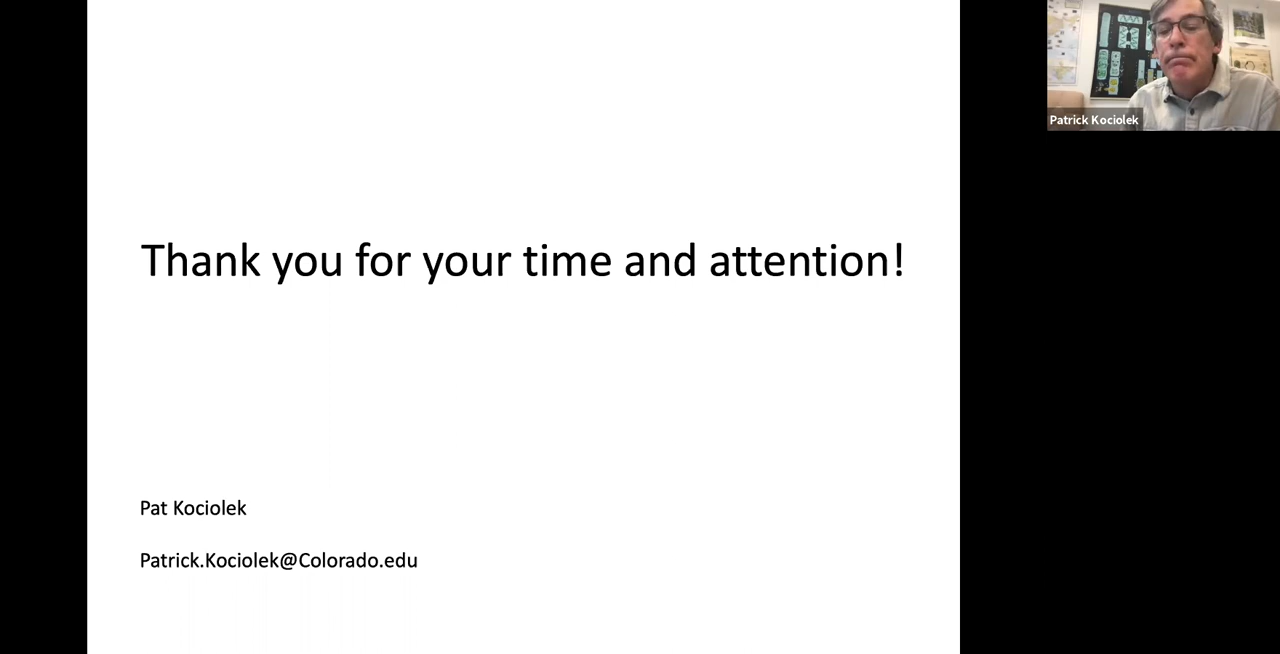 Thank you for your time and attention!
Pat Kociolek
Patrick.Kociolek@Colorado.edu
Patrick Kociolek